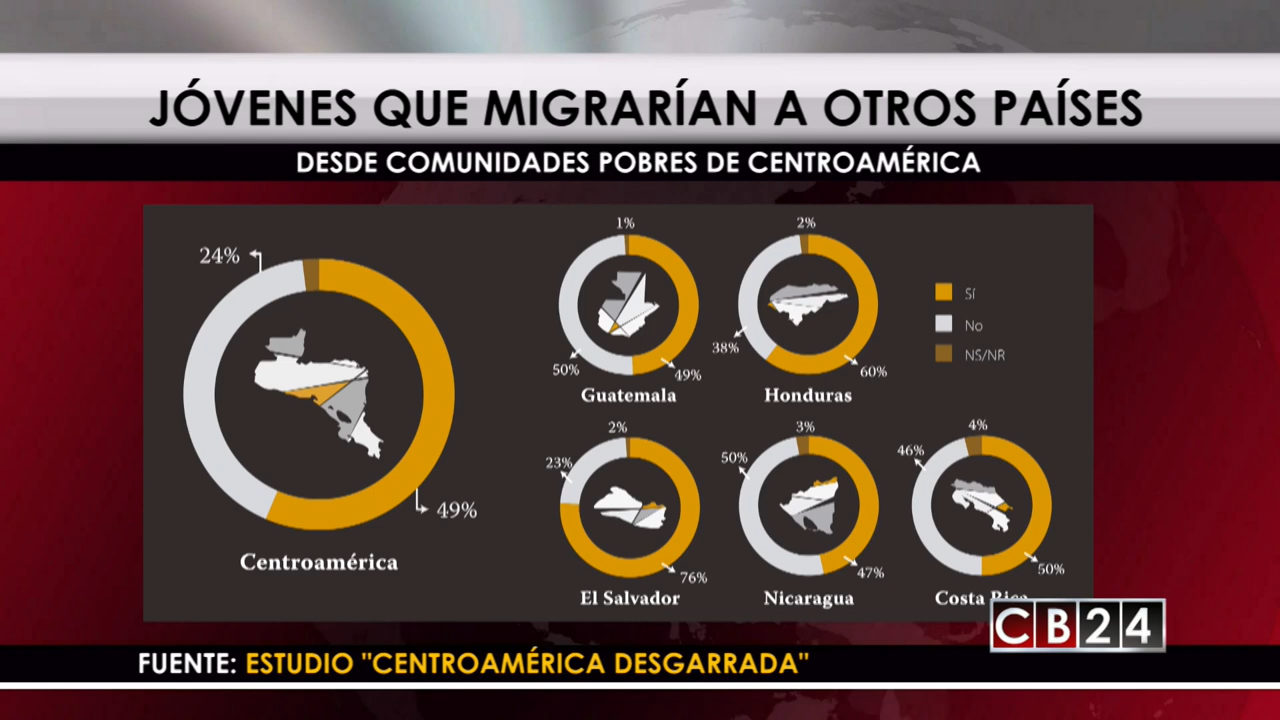 JÓVENES QUE MIGRARÍAN A OTROS PAÍSES
DESDE COMUNIDADES POBRES DE CENTROAMÉRICA
24%
49%
Centroamérica
1%
50%
49%
Guatemala
2%
38%
60%
Honduras
Sí
No
NS/NR
2%
23%
76%
El Salvador
3%
50%
47%
Nicaragua
4%
46%
50%
Costa Rica
CB24
FUENTE: ESTUDIO "CENTROAMÉRICA DESGARRADA"